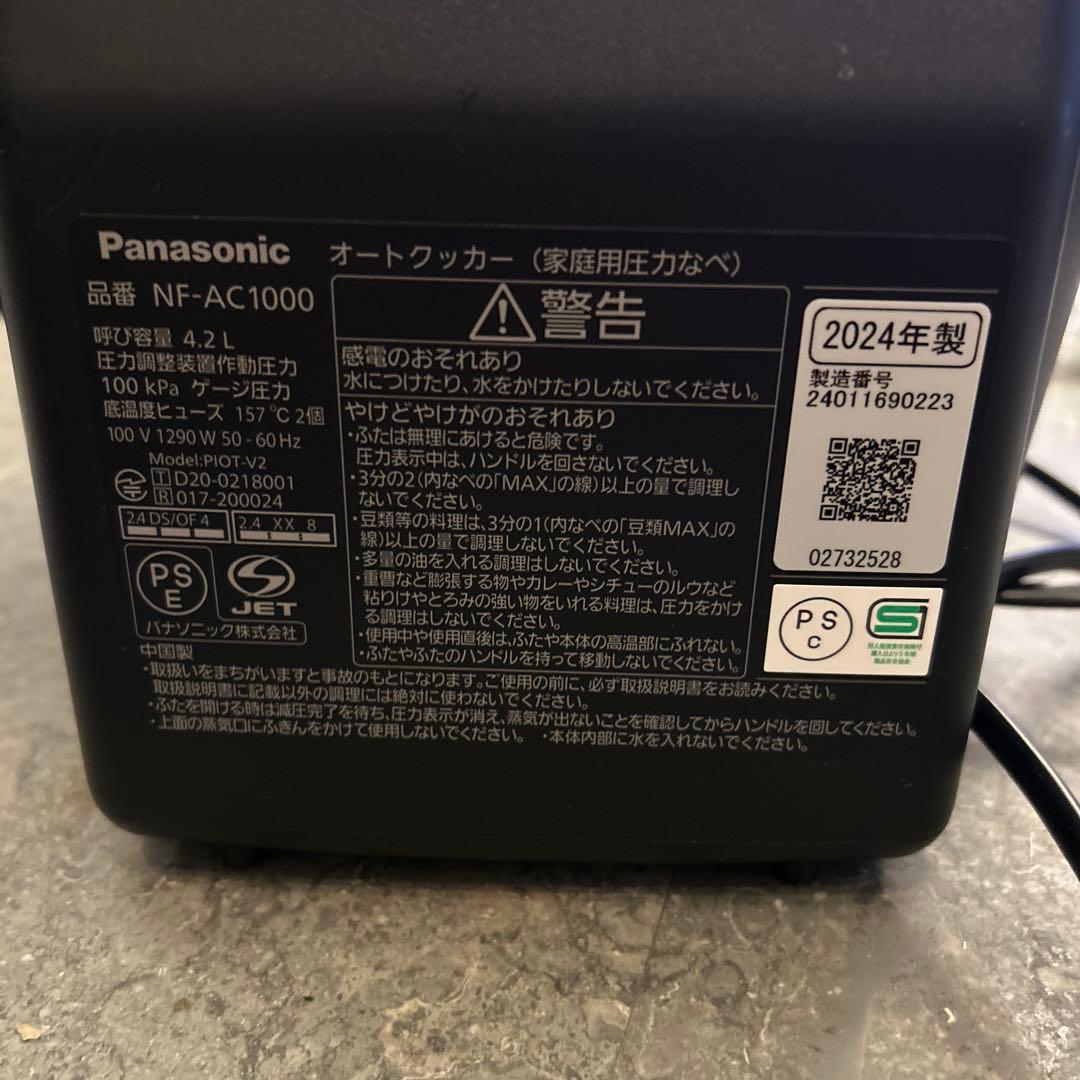 Panasonic オートクッカー（家庭用圧力なべ）
品番 NF-AC1000
呼び容量 4.2 L
圧力調整装置作動圧力
100 kPa ゲージ圧力
底温度ヒューズ 157 ℃ 2個
100 V 1290 W 50 - 60 Hz
Model:PIOT-V2
T D20-0218001
R 017-200024
2.4 DS/OF 4
2.4 XX 8
PS
E
JET
パナソニック株式会社
中国製
警告
感電のおそれあり
水につけたり、水をかけたりしないでください。
やけどやけがのおそれあり
・ふたは無理にあけると危険です。
圧力表示中は、ハンドルを回さないでください。
・3分の2(内なべの｢MAX｣の線)以上の量で調理し
ないでください。
・豆類等の料理は、3分の1(内なべの｢豆類MAX｣の
線)以上の量で調理しないでください。
・多量の油を入れる調理はしないでください。
・重曹など膨張する物やカレーやシチューのルウなど
粘りけやとろみの強い物をいれる料理は、圧力をかけ
る調理はしないでください。
・使用中や使用直後は、ふたや本体の高温部にふれない。
・ふたやふたのハンドルを持って移動しないでください。
2024年製
製造番号
24011690223
02732528
PS
C
S
対人賠償責任保険付
購入日より5年間
製品安全協会
・取扱いをまちがいますと事故のもとになります。ご使用の前に、必ず取扱説明書をお読みください。
取扱説明書に記載以外の調理には絶対に使わないでください。
・ふたを開ける時は減圧完了を待ち、圧力表示が消え、蒸気が出ないことを確認してからハンドルを回してください。
・上面の蒸気口にふきんをかけて使用しないでください。 ・本体内部に水を入れないでください。